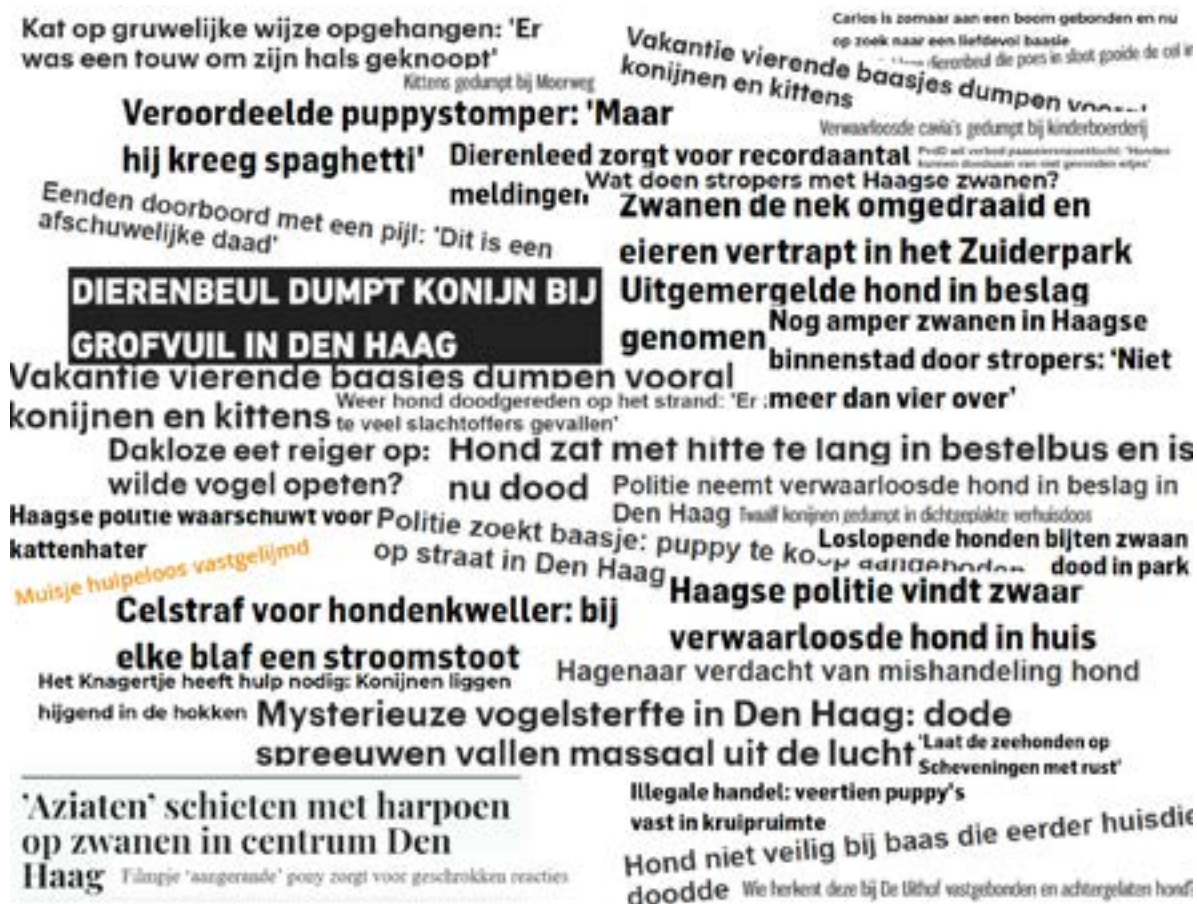 Kat op gruwelijke wijze opgehangen: 'Er
was een touw om zijn hals geknoopt'
Kittens gedumpt bij Moerweg
Carlos is zomaar aan een boom gebonden en nu
op zoek naar een liefdevol baasje
dierenbeul die poes in sloot gooide de cel in
Vakantie vierende baasjes dumpen vooral
konijnen en kittens
Verwaarloosde cavia's gedumpt bij kinderboerderij
Veroordeelde puppystomper: 'Maar
hij kreeg spaghetti'
Dierenleed zorgt voor recordaantal
meldingen
Wat doen stropers met Haagse zwanen?
Eenden doorboord met een pijl: 'Dit is een
afschuwelijke daad'
Zwanen de nek omgedraaid en
eieren vertrapt in het Zuiderpark
DIERENBEUL DUMPT KONIJN BIJ
GROFVUIL IN DEN HAAG
Uitgemergelde hond in beslag
genomen
Nog amper zwanen in Haagse
binnenstad door stropers: 'Niet
meer dan vier over'
Vakantie vierende baasjes dumpen vooral
konijnen en kittens
Weer hond doodgereden op het strand: 'Er
te veel slachtoffers gevallen'
Dakloze eet reiger op:
wilde vogel opeten?
Hond zat met hitte te lang in bestelbus en is
nu dood
Politie neemt verwaarloosde hond in beslag in
Den Haag
Twaalf konijnen gedumpt in dichtgeplakte verhuisdoos
Haagse politie waarschuwt voor
kattenhater
Politie zoekt baasje: puppy te koop aangeboden
op straat in Den Haag
Loslopende honden bijten zwaan
dood in park
Muisje hulpeloos vastgelijmd
Celstraf voor hondenkweller: bij
elke blaf een stroomstoot
Haagse politie vindt zwaar
verwaarloosde hond in huis
Hagenaar verdacht van mishandeling hond
Het Knagertje heeft hulp nodig: Konijnen liggen
hijgend in de hokken
Mysterieuze vogelsterfte in Den Haag: dode
spreeuwen vallen massaal uit de lucht
'Laat de zeehonden op
Scheveningen met rust'
'Aziaten' schieten met harpoen
op zwanen in centrum Den
Haag
Filmpje 'aangerande' pony zorgt voor geschrokken reacties
Illegale handel: veertien puppy's
vast in kruipruimte
Hond niet veilig bij baas die eerder huisdie
doodde
Wie herkent deze bij De Uithof vastgebonden en achtergelaten hond?